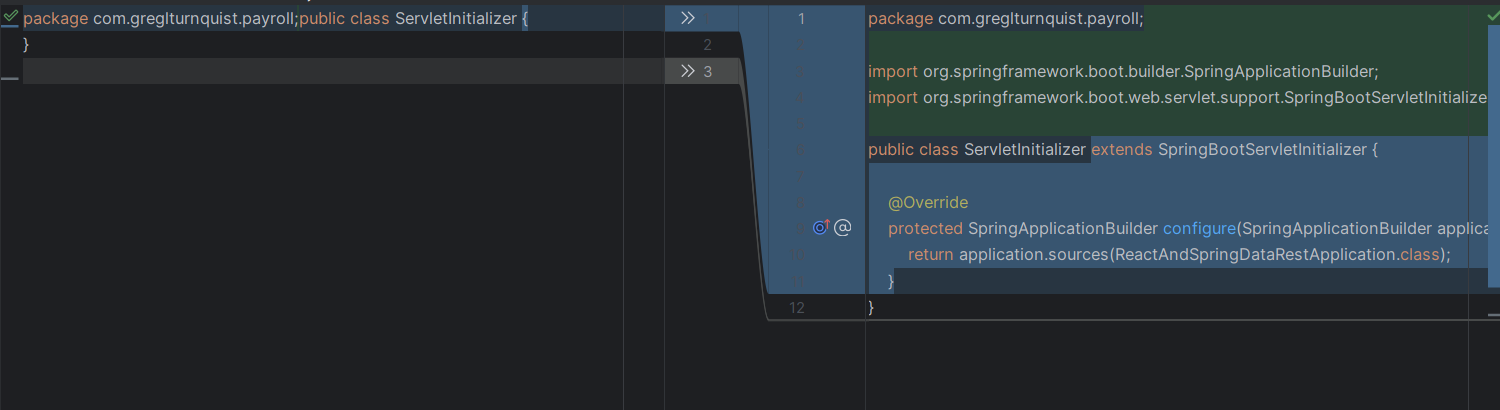 package com.greglturnquist.payroll;public class ServletInitializer {
}
2
3
1 package com.greglturnquist.payroll;
import org.springframework.boot.builder.SpringApplicationBuilder;
import org.springframework.boot.web.servlet.support.SpringBootServletInitialize
public class ServletInitializer extends SpringBootServletInitializer {
@Override
protected SpringApplicationBuilder configure(SpringApplicationBuilder applica
return application.sources(ReactAndSpringDataRestApplication.class);
}
12 }